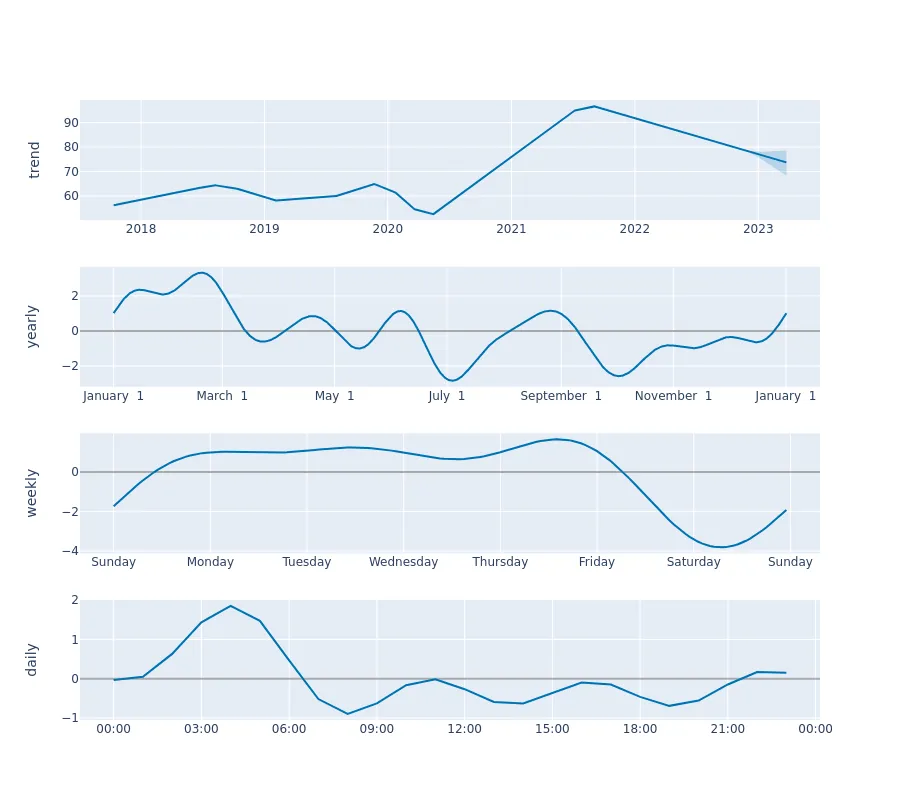 trend
90
80
70
60
2018 2019 2020 2021 2022 2023
yearly
2
0
−2
January 1 March 1 May 1 July 1 September 1 November 1 January 1
weekly
0
−2
−4
Sunday Monday Tuesday Wednesday Thursday Friday Saturday Sunday
daily
2
1
0
−1
00:00 03:00 06:00 09:00 12:00 15:00 18:00 21:00 00:00